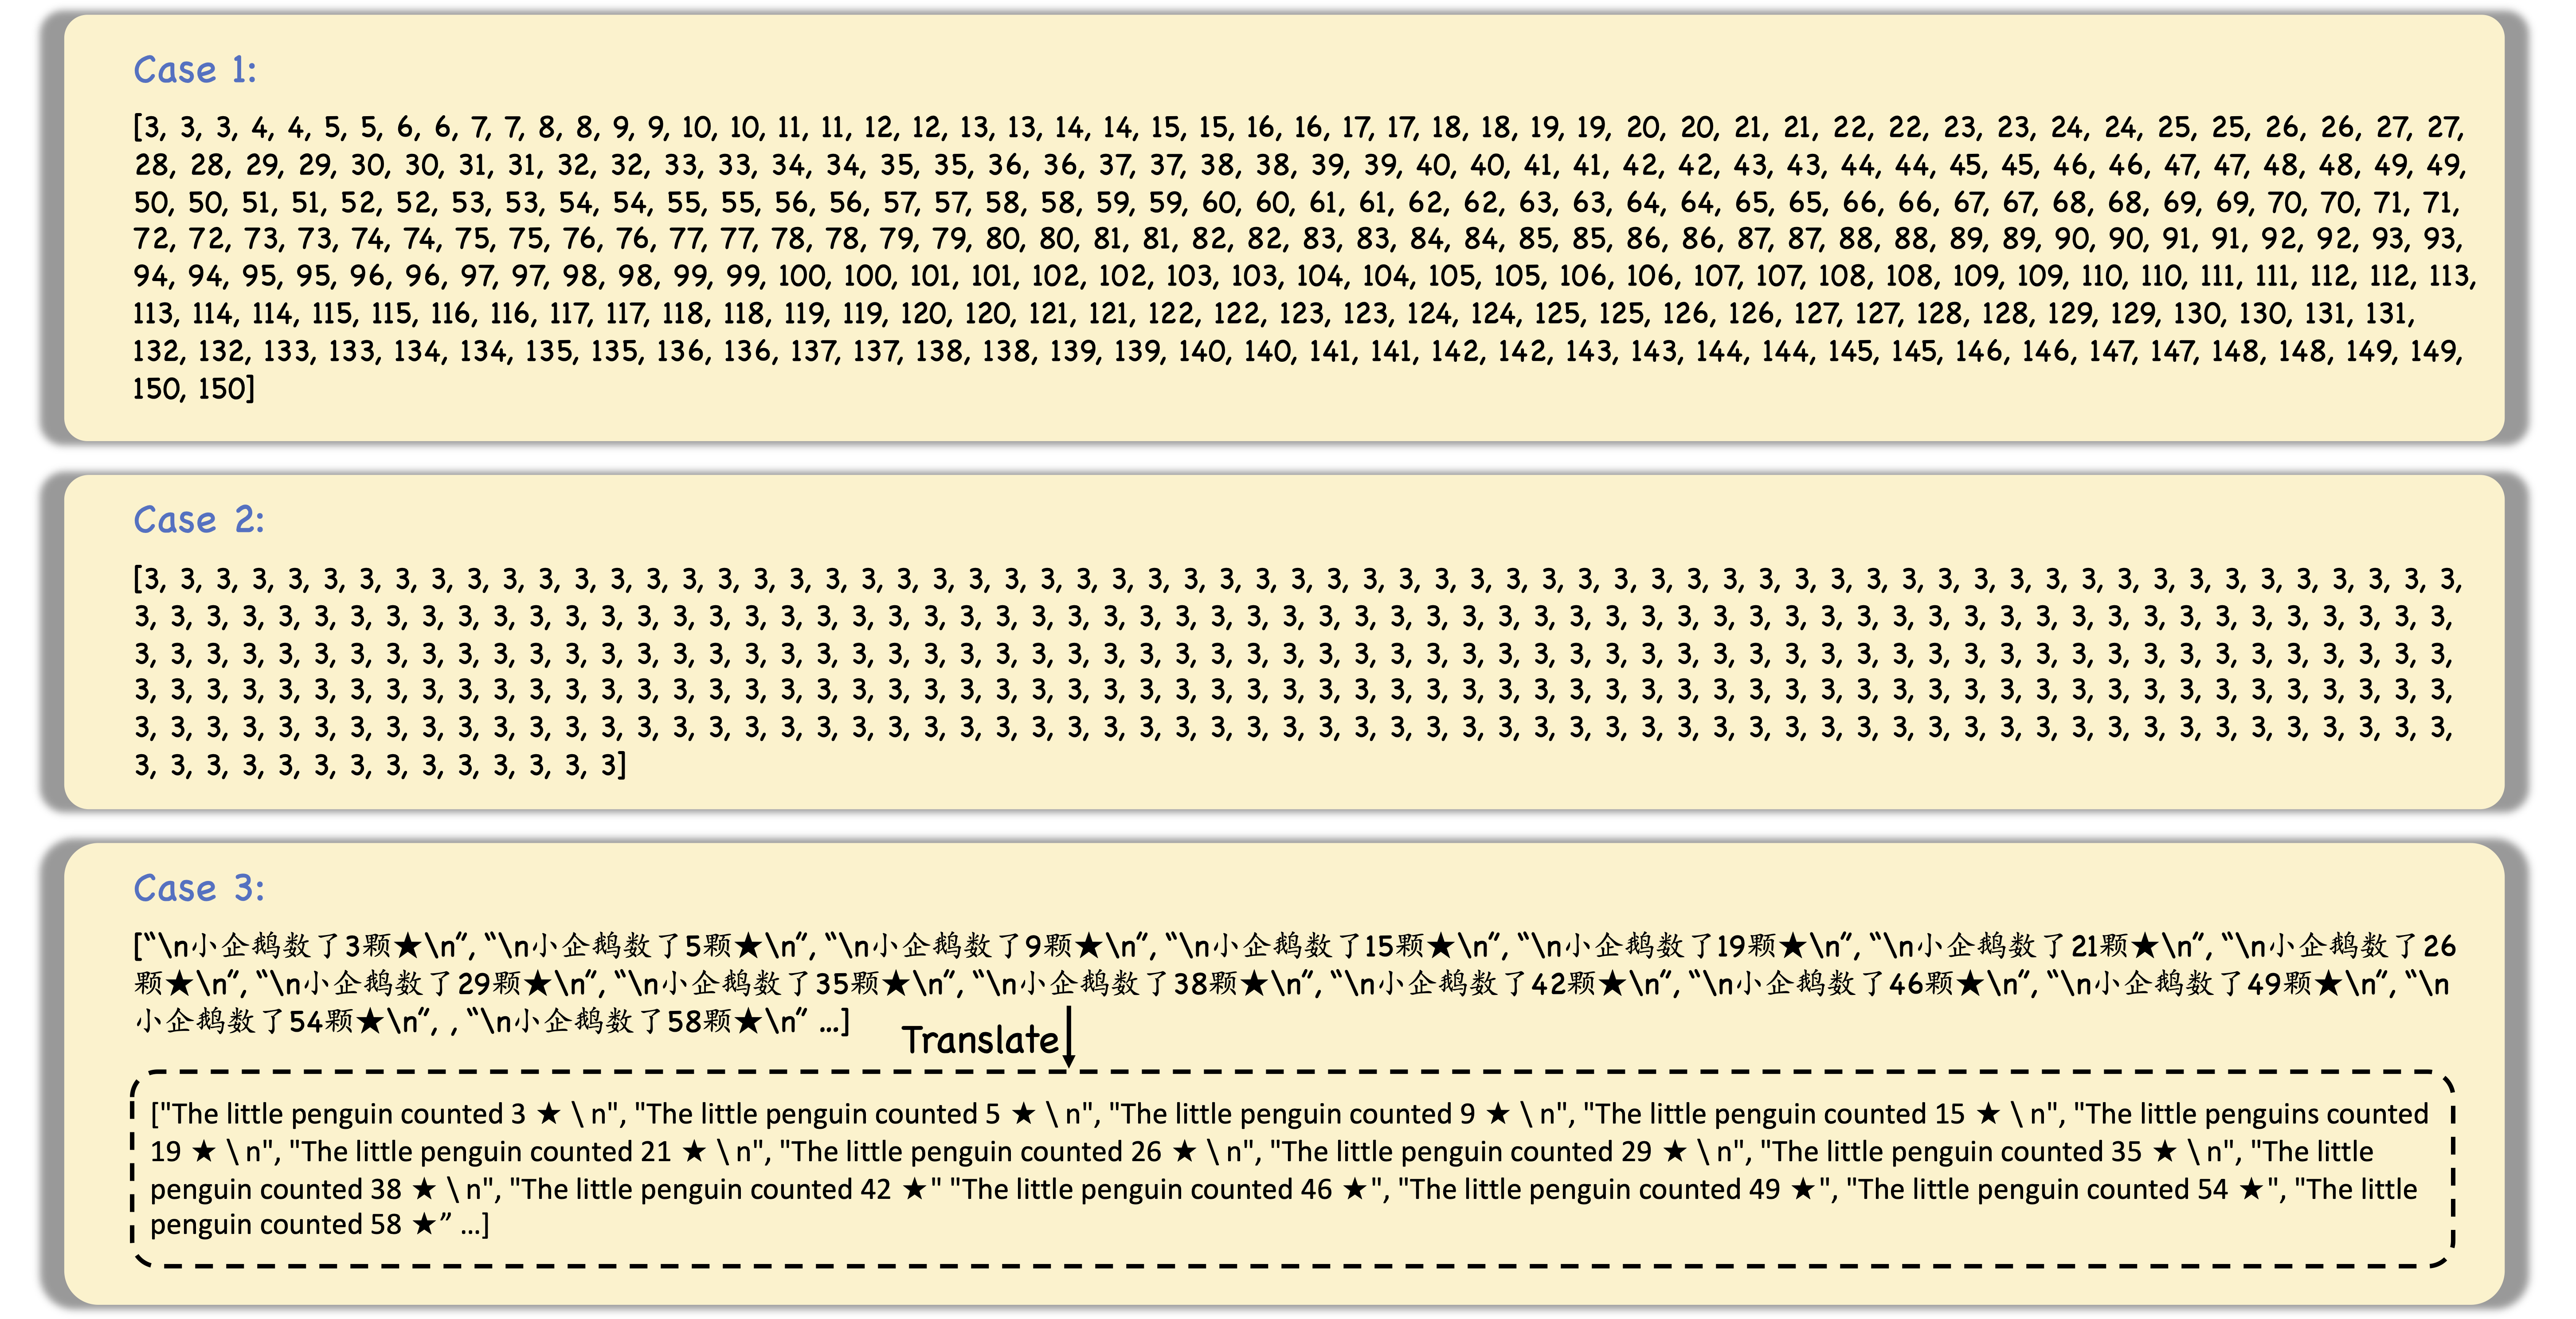 Case 1:
[3, 3, 3, 4, 4, 5, 5, 6, 6, 7, 7, 8, 8, 9, 9, 10, 10, 11, 11, 12, 12, 13, 13, 14, 14, 15, 15, 16, 16, 17, 17, 18, 18, 19, 19, 20, 20, 21, 21, 22, 22, 23, 23, 24, 24, 25, 25, 26, 26, 27, 27,
28, 28, 29, 29, 30, 30, 31, 31, 32, 32, 33, 33, 34, 34, 35, 35, 36, 36, 37, 37, 38, 38, 39, 39, 40, 40, 41, 41, 42, 42, 43, 43, 44, 44, 45, 45, 46, 46, 47, 47, 48, 48, 49, 49,
50, 50, 51, 51, 52, 52, 53, 53, 54, 54, 55, 55, 56, 56, 57, 57, 58, 58, 59, 59, 60, 60, 61, 61, 62, 62, 63, 63, 64, 64, 65, 65, 66, 66, 67, 67, 68, 68, 69, 69, 70, 70, 71, 71,
72, 72, 73, 73, 74, 74, 75, 75, 76, 76, 77, 77, 78, 78, 79, 79, 80, 80, 81, 81, 82, 82, 83, 83, 84, 84, 85, 85, 86, 86, 87, 87, 88, 88, 89, 89, 90, 90, 91, 91, 92, 92, 93, 93,
94, 94, 95, 95, 96, 96, 97, 97, 98, 98, 99, 99, 100, 100, 101, 101, 102, 102, 103, 103, 104, 104, 105, 105, 106, 106, 107, 107, 108, 108, 109, 109, 110, 110, 111, 111, 112, 112, 113,
113, 114, 114, 115, 115, 116, 116, 117, 117, 118, 118, 119, 119, 120, 120, 121, 121, 122, 122, 123, 123, 124, 124, 125, 125, 126, 126, 127, 127, 128, 128, 129, 129, 130, 130, 131, 131,
132, 132, 133, 133, 134, 134, 135, 135, 136, 136, 137, 137, 138, 138, 139, 139, 140, 140, 141, 141, 142, 142, 143, 143, 144, 144, 145, 145, 146, 146, 147, 147, 148, 148, 149, 149,
150, 150]
Case 2:
[3, 3, 3, 3, 3, 3, 3, 3, 3, 3, 3, 3, 3, 3, 3, 3, 3, 3, 3, 3, 3, 3, 3, 3, 3, 3, 3, 3, 3, 3, 3, 3, 3, 3, 3, 3, 3, 3, 3, 3, 3, 3, 3, 3, 3, 3, 3, 3, 3, 3, 3, 3, 3, 3, 3, 3, 3, 3, 3, 3, 3, 3, 3, 3, 3,
3, 3, 3, 3, 3, 3, 3, 3, 3, 3, 3, 3, 3, 3, 3, 3, 3, 3, 3, 3, 3, 3, 3, 3, 3, 3, 3, 3, 3, 3, 3, 3, 3, 3, 3, 3, 3, 3, 3, 3, 3, 3, 3, 3, 3, 3, 3, 3, 3, 3, 3, 3, 3, 3, 3, 3, 3, 3, 3, 3, 3, 3, 3, 3, 3,
3, 3, 3, 3, 3, 3, 3, 3, 3, 3, 3, 3, 3, 3, 3, 3, 3, 3, 3, 3, 3, 3, 3, 3, 3, 3, 3, 3, 3, 3, 3, 3, 3, 3, 3, 3, 3, 3, 3, 3, 3, 3, 3, 3, 3, 3, 3, 3, 3, 3, 3, 3, 3, 3, 3, 3, 3, 3, 3, 3, 3, 3, 3, 3, 3,
3, 3, 3, 3, 3, 3, 3, 3, 3, 3, 3, 3, 3, 3, 3, 3, 3, 3, 3, 3, 3, 3, 3, 3, 3, 3, 3, 3, 3, 3, 3, 3, 3, 3, 3, 3, 3, 3, 3, 3, 3, 3, 3, 3, 3, 3, 3, 3, 3, 3, 3, 3, 3, 3, 3, 3, 3, 3, 3, 3, 3, 3, 3, 3, 3,
3, 3, 3, 3, 3, 3, 3, 3, 3, 3, 3, 3, 3, 3, 3, 3, 3, 3, 3, 3, 3, 3, 3, 3, 3, 3, 3, 3, 3, 3, 3, 3, 3, 3, 3, 3, 3, 3, 3, 3, 3, 3, 3, 3, 3, 3, 3, 3, 3, 3, 3, 3, 3, 3, 3, 3, 3, 3, 3, 3, 3, 3, 3, 3, 3,
3, 3, 3, 3, 3, 3, 3, 3, 3, 3, 3, 3, 3, 3]
Case 3:
[“\n小企鹅数了3颗★\n”, “\n小企鹅数了5颗★\n”, “\n小企鹅数了9颗★\n”, “\n小企鹅数了15颗★\n”, “\n小企鹅数了19颗★\n”, “\n小企鹅数了21颗★\n”, “\n小企鹅数了26
颗★\n”, “\n小企鹅数了29颗★\n”, “\n小企鹅数了35颗★\n”, “\n小企鹅数了38颗★\n”, “\n小企鹅数了42颗★\n”, “\n小企鹅数了46颗★\n”, “\n小企鹅数了49颗★\n”, “\n
小企鹅数了54颗★\n”, , “\n小企鹅数了58颗★\n” …]
Translate
["The little penguin counted 3 ★ \ n", "The little penguin counted 5 ★ \ n", "The little penguin counted 9 ★ \ n", "The little penguin counted 15 ★ \ n", "The little penguins counted
19 ★ \ n", "The little penguin counted 21 ★ \ n", "The little penguin counted 26 ★ \ n", "The little penguin counted 29 ★ \ n", "The little penguin counted 35 ★ \ n", "The little
penguin counted 38 ★ \ n", "The little penguin counted 42 ★" "The little penguin counted 46 ★", "The little penguin counted 49 ★", "The little penguin counted 54 ★", "The little
penguin counted 58 ★” …]